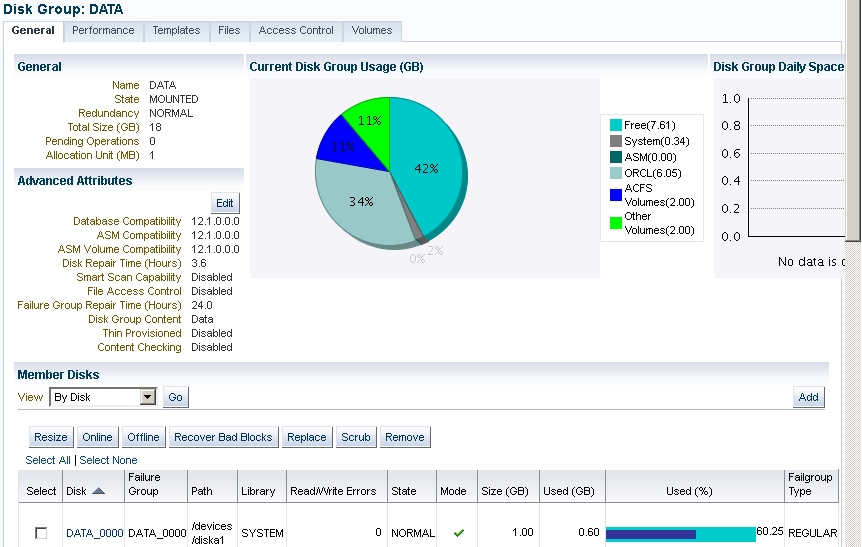 Disk Group: DATA
General Performance Templates Files Access Control Volumes
General
Name DATA
State MOUNTED
Redundancy NORMAL
Total Size (GB) 18
Pending Operations 0
Allocation Unit (MB) 1
Advanced Attributes
Edit
Database Compatibility 12.1.0.0.0
ASM Compatibility 12.1.0.0.0
ASM Volume Compatibility 12.1.0.0.0
Disk Repair Time (Hours) 3.6
Smart Scan Capability Disabled
File Access Control Disabled
Failure Group Repair Time (Hours) 24.0
Disk Group Content Data
Thin Provisioned Disabled
Content Checking Disabled
Current Disk Group Usage (GB)
11%
11%
42%
34%
2%
0%
Free(7.61)
System(0.34)
ASM(0.00)
ORCL(6.05)
ACFS
Volumes(2.00)
Other
Volumes(2.00)
Disk Group Daily Space
1.0
0.8
0.6
0.4
0.2
0.0
No data is
Member Disks
View By Disk Go Add
Resize Online Offline Recover Bad Blocks Replace Scrub Remove
Select All | Select None
Select Disk Failure Group Path Library Read/Write Errors State Mode Size (GB) Used (GB) Used (%) Failgroup Type
DATA_0000 DATA_0000 /devices/diska1 SYSTEM 0 NORMAL 1.00 0.60 60.25 REGULAR